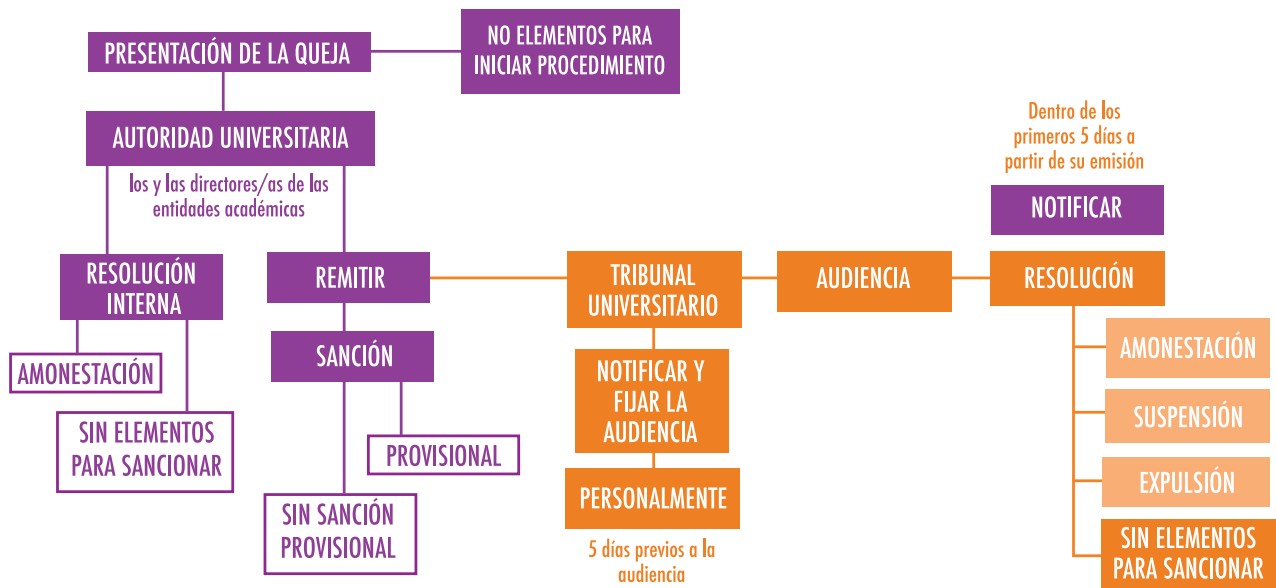 PRESENTACIÓN DE LA QUEJA
NO ELEMENTOS PARA
INICIAR PROCEDIMIENTO
AUTORIDAD UNIVERSITARIA
los y las directores/as de las
entidades académicas
RESOLUCIÓN
INTERNA
AMONESTACIÓN
SIN ELEMENTOS
PARA SANCIONAR
REMITIR
SANCIÓN
PROVISIONAL
SIN SANCIÓN
PROVISIONAL
TRIBUNAL
UNIVERSITARIO
NOTIFICAR Y
FIJAR LA
AUDIENCIA
PERSONALMENTE
5 días previos a la
audiencia
AUDIENCIA
Dentro de los
primeros 5 días a
partir de su emisión
NOTIFICAR
RESOLUCIÓN
AMONESTACIÓN
SUSPENSIÓN
EXPULSIÓN
SIN ELEMENTOS
PARA SANCIONAR